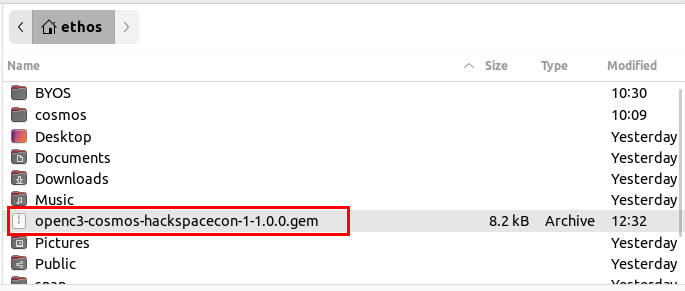 ethos
Name Size Type Modified
BYOS 10:30
cosmos 10:09
Desktop Yesterday
Documents Yesterday
Downloads Yesterday
Music Yesterday
openc3-cosmos-hackspacecon-1-1.0.0.gem 8.2 kB Archive 12:32
Pictures Yesterday
Public Yesterday
snap Yesterday